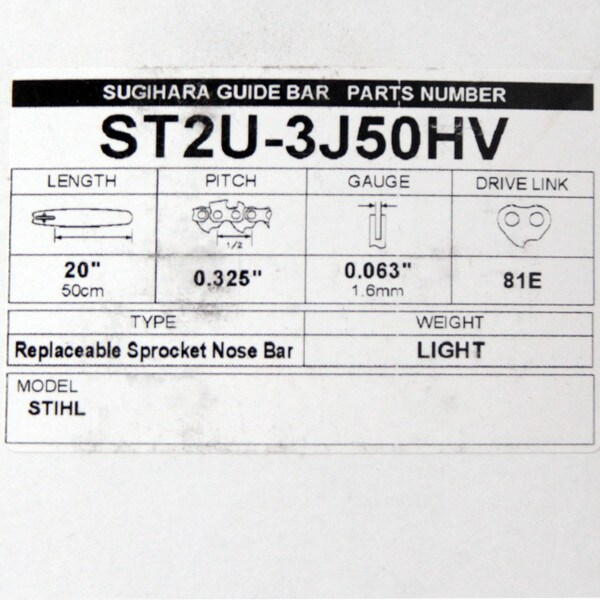 SUGIHARA GUIDE BAR PARTS NUMBER
ST2U-3J50HV
LENGTH PITCH GAUGE DRIVE LINK
1/2
20" 0.325" 0.063" 81E
50cm 1.6mm
TYPE WEIGHT
Replaceable Sprocket Nose Bar LIGHT
MODEL
STIHL